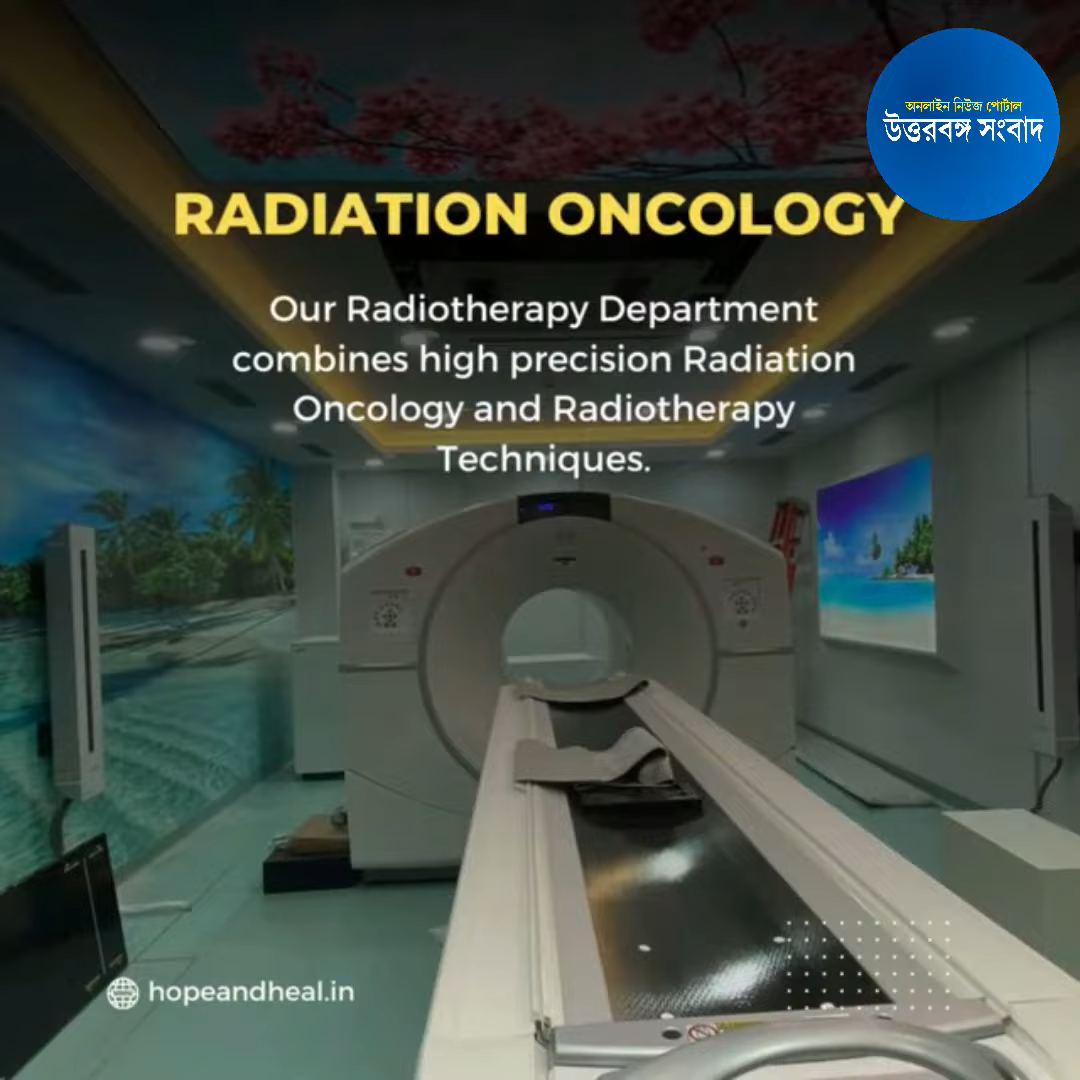 অনলাইন নিউজ পোর্টাল
উত্তরবঙ্গ সংবাদ
RADIATION ONCOLOGY
Our Radiotherapy Department
combines high precision Radiation
Oncology and Radiotherapy
Techniques.
hopeandheal.in